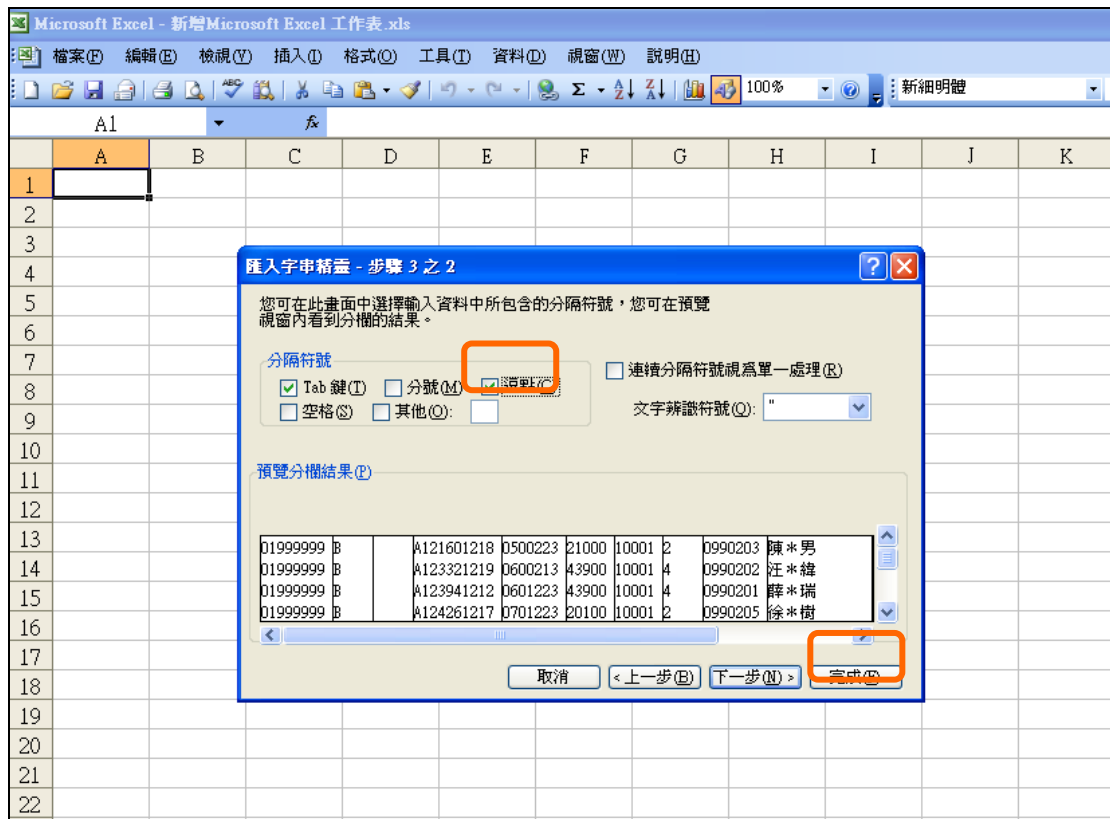 Microsoft Excel - 新增Microsoft Excel 工作表.xls
檔案(F) 編輯(E) 檢視(V) 插入(I) 格式(O) 工具(T) 資料(D) 視窗(W) 說明(H)
100% 新細明體
A1 fx
A B C D E F G H I J K
1
2
3
4
5
6
7
8
9
10
11
12
13
14
15
16
17
18
19
20
21
22
匯入字串精靈 - 步驟 3 之 2
您可在此畫面中選擇輸入資料中所包含的分隔符號，您可在預覽
視窗內看到分欄的結果。
分隔符號
Tab 鍵(T) 分號(M) 逗點(C)
空格(S) 其他(O):
連續分隔符號視為單一處理(R)
文字辨識符號(Q): "
預覽分欄結果(P)
01999999 B A121601218 0500223 21000 10001 2 0990203 陳＊男
01999999 B A123321219 0600213 43900 10001 4 0990202 汪＊緯
01999999 B A123941212 0601223 43900 10001 4 0990201 薛＊瑞
01999999 B A124261217 0701223 20100 10001 2 0990205 徐＊樹
取消 <上一步(B) 下一步(N) > 完成(F)